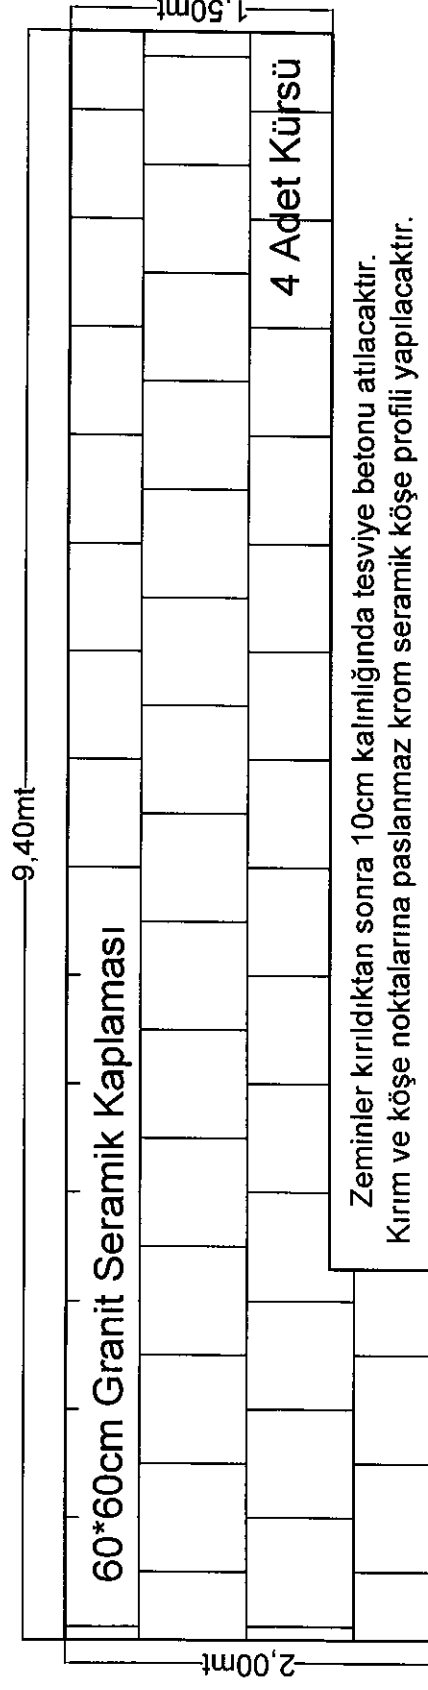 9,40mt
1.50mt
60*60cm Granit Seramik Kaplaması
4 Adet Kürsü
Zeminler kırıldıktan sonra 10cm kalınlığında tesviye betonu atılacaktır.
Kırım ve köşe noktalarına paslanmaz krom seramik köşe profili yapılacaktır.
2,00mt